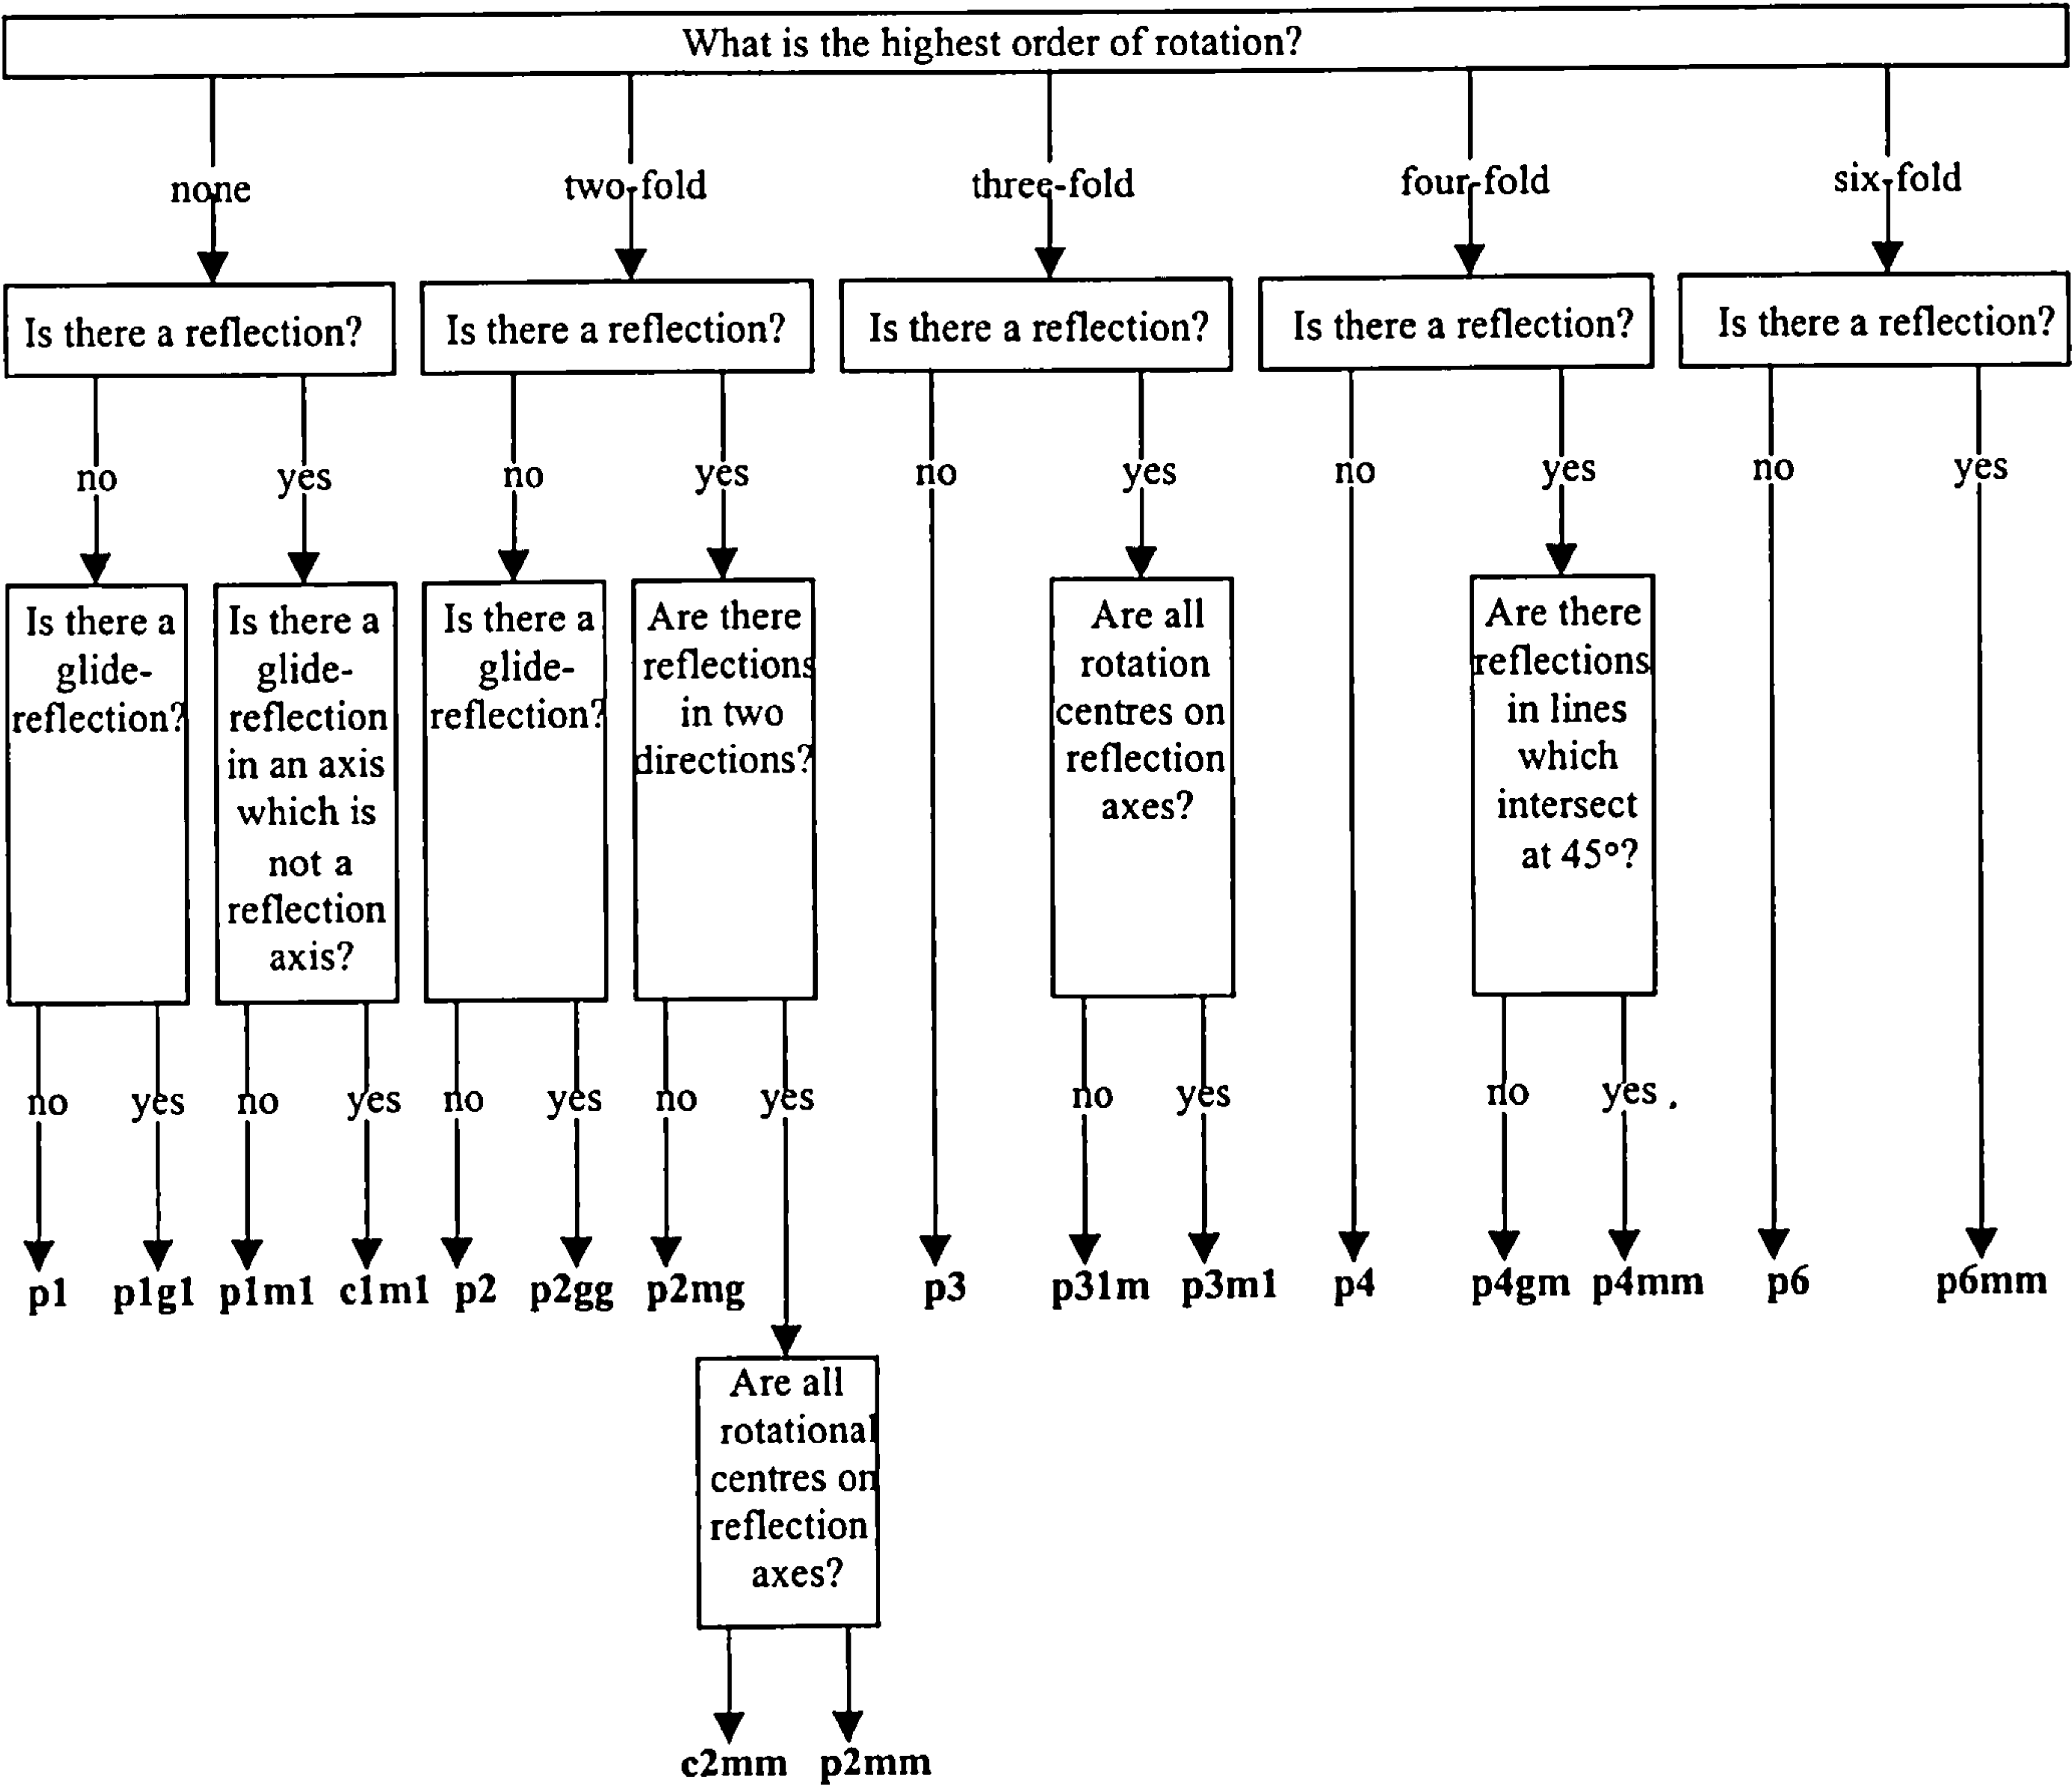 What is the highest order of rotation?
none
two-fold
three-fold
four-fold
six-fold
Is there a reflection?
Is there a reflection?
Is there a reflection?
Is there a reflection?
Is there a reflection?
no
yes
no
yes
no
yes
no
yes
no
yes
Is there a
glide-
reflection?
Is there a
glide-
reflection
in an axis
which is
not a
reflection
axis?
Is there a
glide-
reflection?
Are there
reflections
in two
directions?
Are all
rotation
centres on
reflection
axes?
Are there
reflections
in lines
which
intersect
at 45°?
no
yes
no
yes
no
yes
no
yes
no
yes
no
yes .
p1
p1g1
p1m1
c1m1
p2
p2gg
p2mg
p3
p31m
p3m1
p4
p4gm
p4mm
p6
p6mm
Are all
rotational
centres on
reflection
axes?
c2mm
p2mm